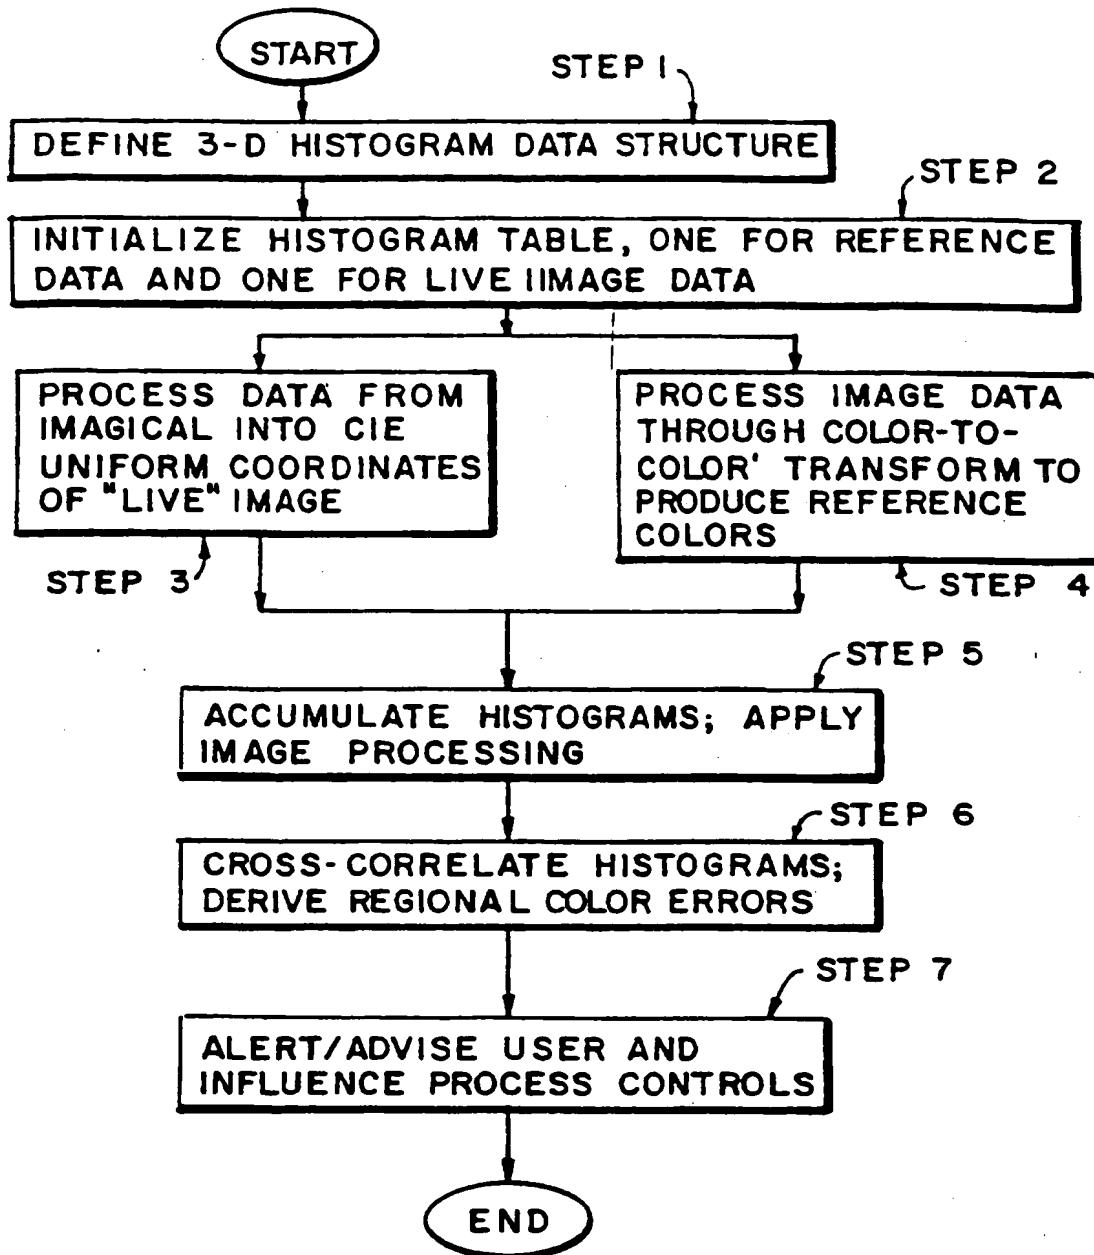 START
STEP 1
DEFINE 3-D HISTOGRAM DATA STRUCTURE
STEP 2
INITIALIZE HISTOGRAM TABLE, ONE FOR REFERENCE
DATA AND ONE FOR LIVE IIMAGE DATA
PROCESS DATA FROM
IMAGICAL INTO CIE
UNIFORM COORDINATES
OF "LIVE" IMAGE
STEP 3
PROCESS IMAGE DATA
THROUGH COLOR-TO-
COLOR' TRANSFORM TO
PRODUCE REFERENCE
COLORS
STEP 4
STEP 5
ACCUMULATE HISTOGRAMS; APPLY
IMAGE PROCESSING
STEP 6
CROSS-CORRELATE HISTOGRAMS;
DERIVE REGIONAL COLOR ERRORS
STEP 7
ALERT/ADVISE USER AND
INFLUENCE PROCESS CONTROLS
END